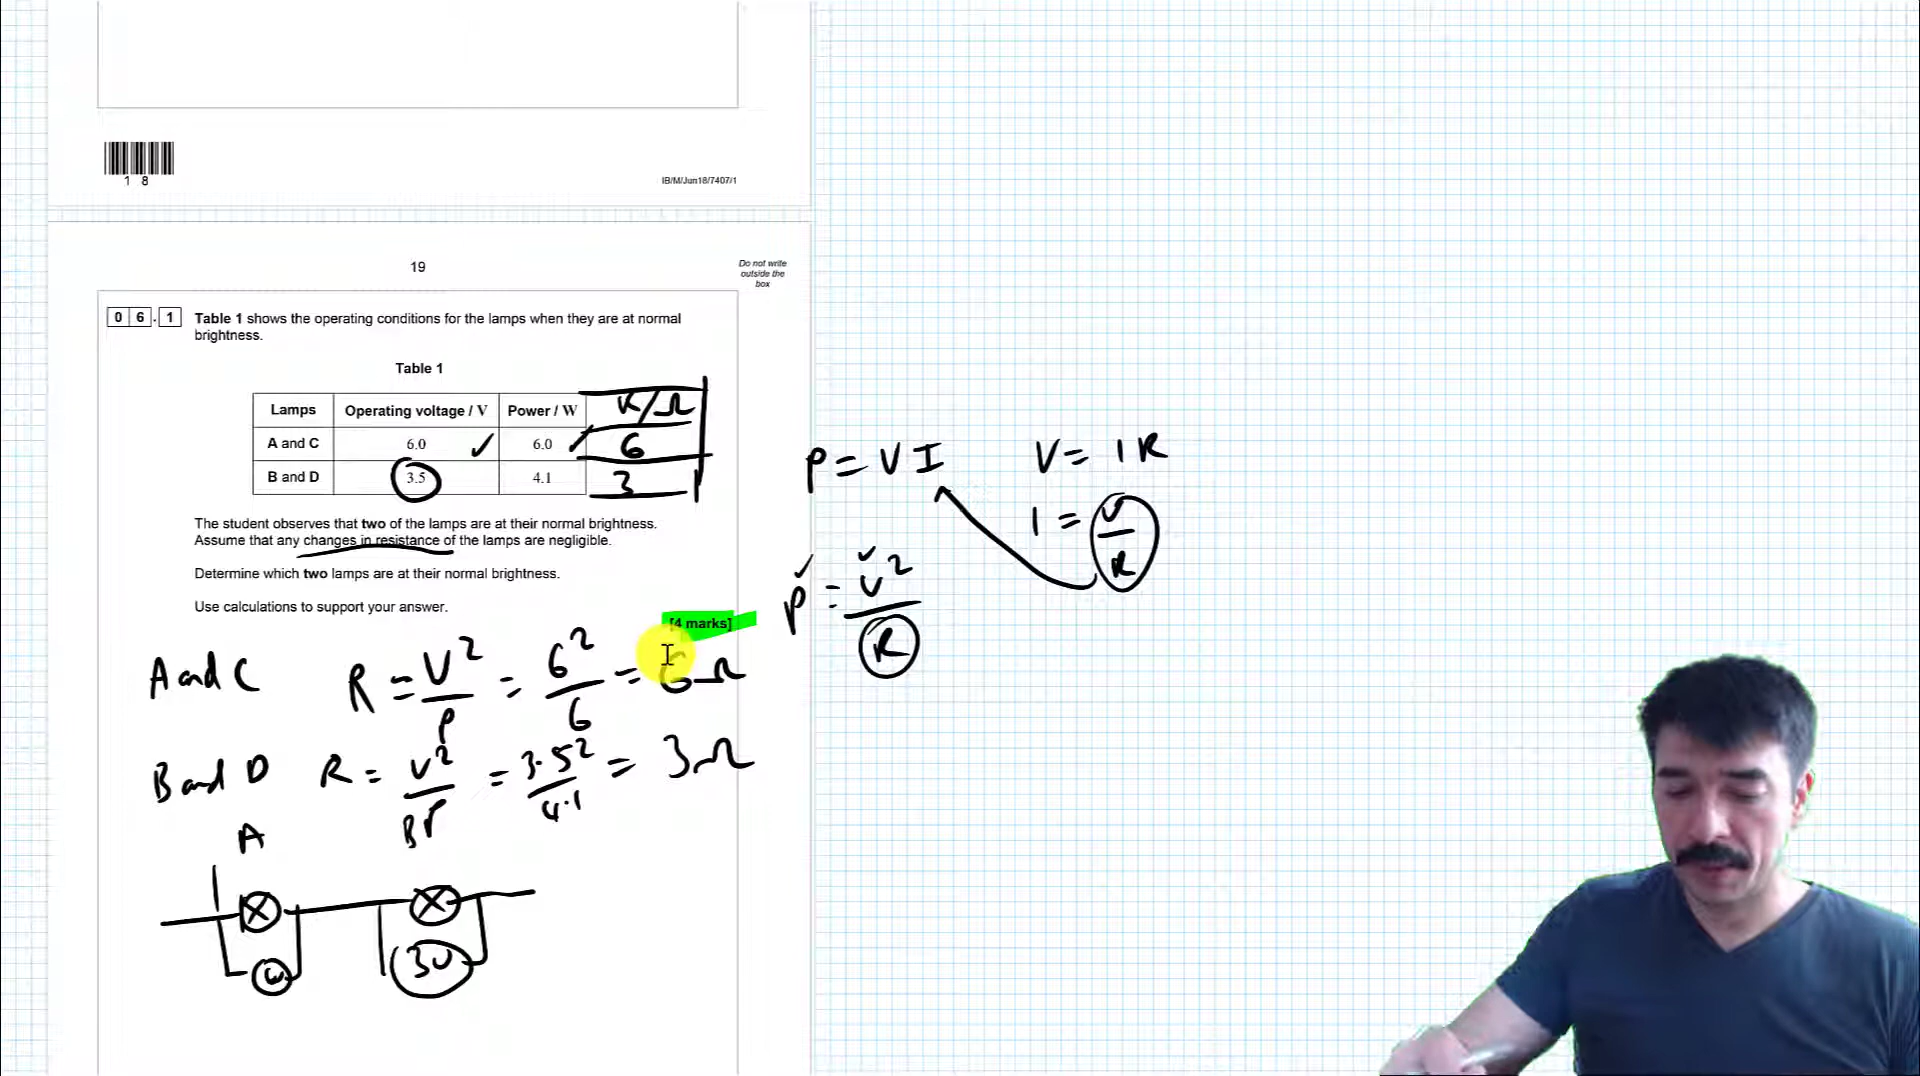 1 8
IB/M/Jun18/7407/1
19
Do not write
outside the
box
0 6 . 1
Table 1 shows the operating conditions for the lamps when they are at normal
brightness.
Table 1
Lamps Operating voltage / V Power / W R/Ω
A and C 6.0 ✓ 6.0 ✓ 6
B and D 3.5 4.1 3
The student observes that two of the lamps are at their normal brightness.
Assume that any changes in resistance of the lamps are negligible.
Determine which two lamps are at their normal brightness.
Use calculations to support your answer.
[4 marks]
A and C R = V² / P = 6² / 6 = 6Ω
B and D R = V² / P = 3.5² / 4.1 = 3Ω
A
B
3V
P = V I
V = I R
I = V / R
P = V² / R